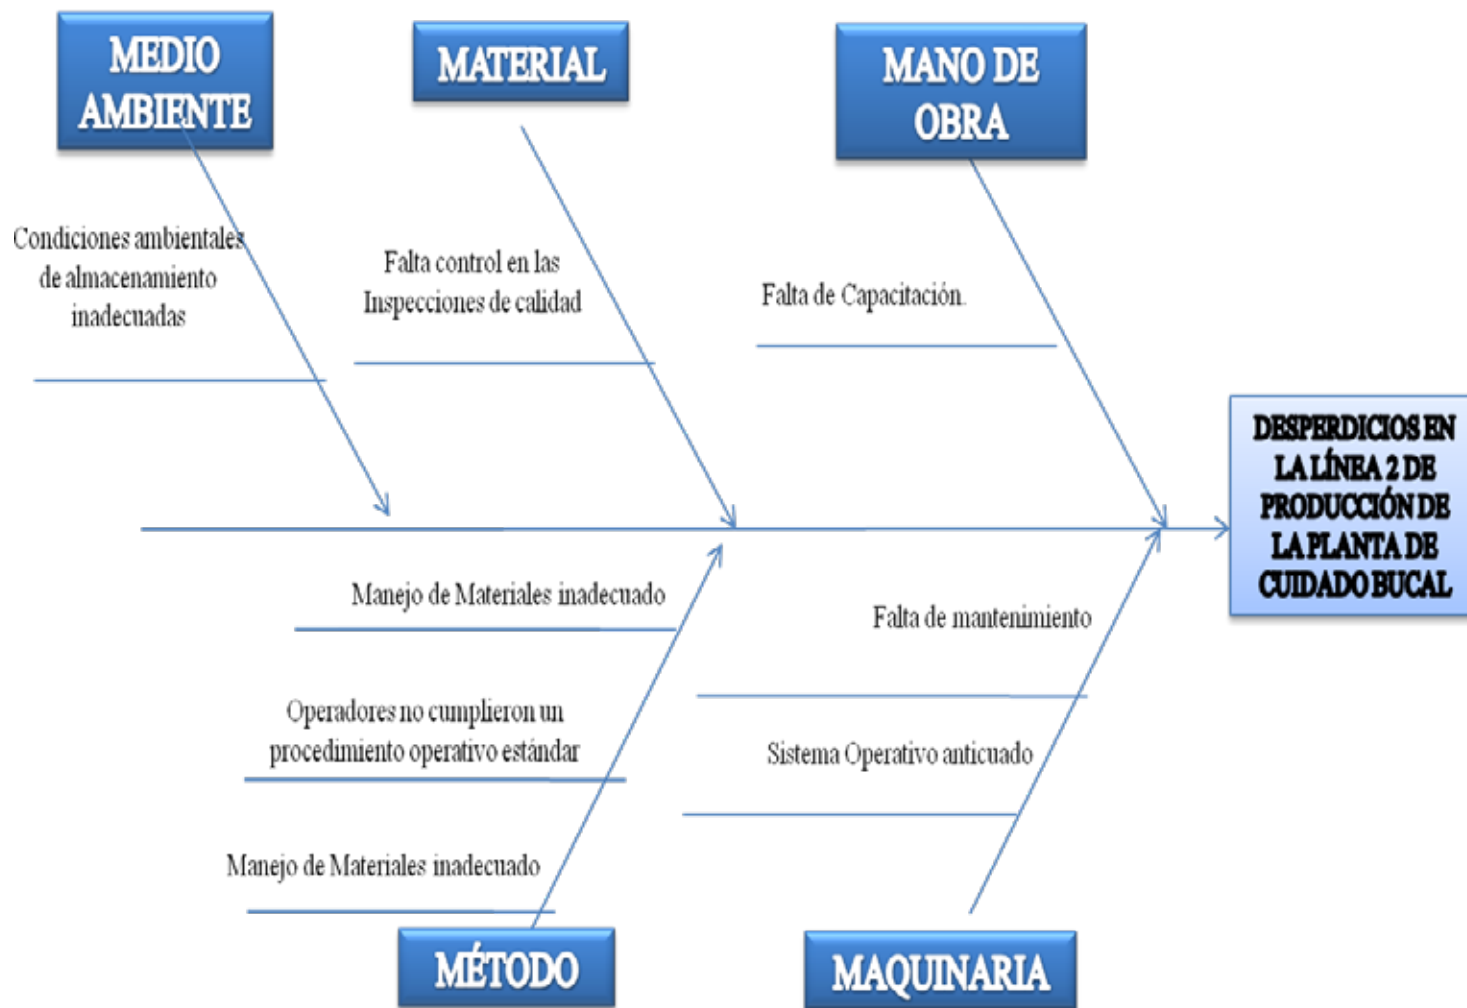 MEDIO
AMBIENTE
MATERIAL
MANO DE
OBRA
Condiciones ambientales
de almacenamiento
inadecuadas
Falta control en las
Inspecciones de calidad
Falta de Capacitación.
DESPERDICIOS EN
LA LÍNEA 2 DE
PRODUCCIÓN DE
LA PLANTA DE
CUIDADO BUCAL
Manejo de Materiales inadecuado
Operadores no cumplieron un
procedimiento operativo estándar
Manejo de Materiales inadecuado
Falta de mantenimiento
Sistema Operativo anticuado
MÉTODO
MAQUINARIA